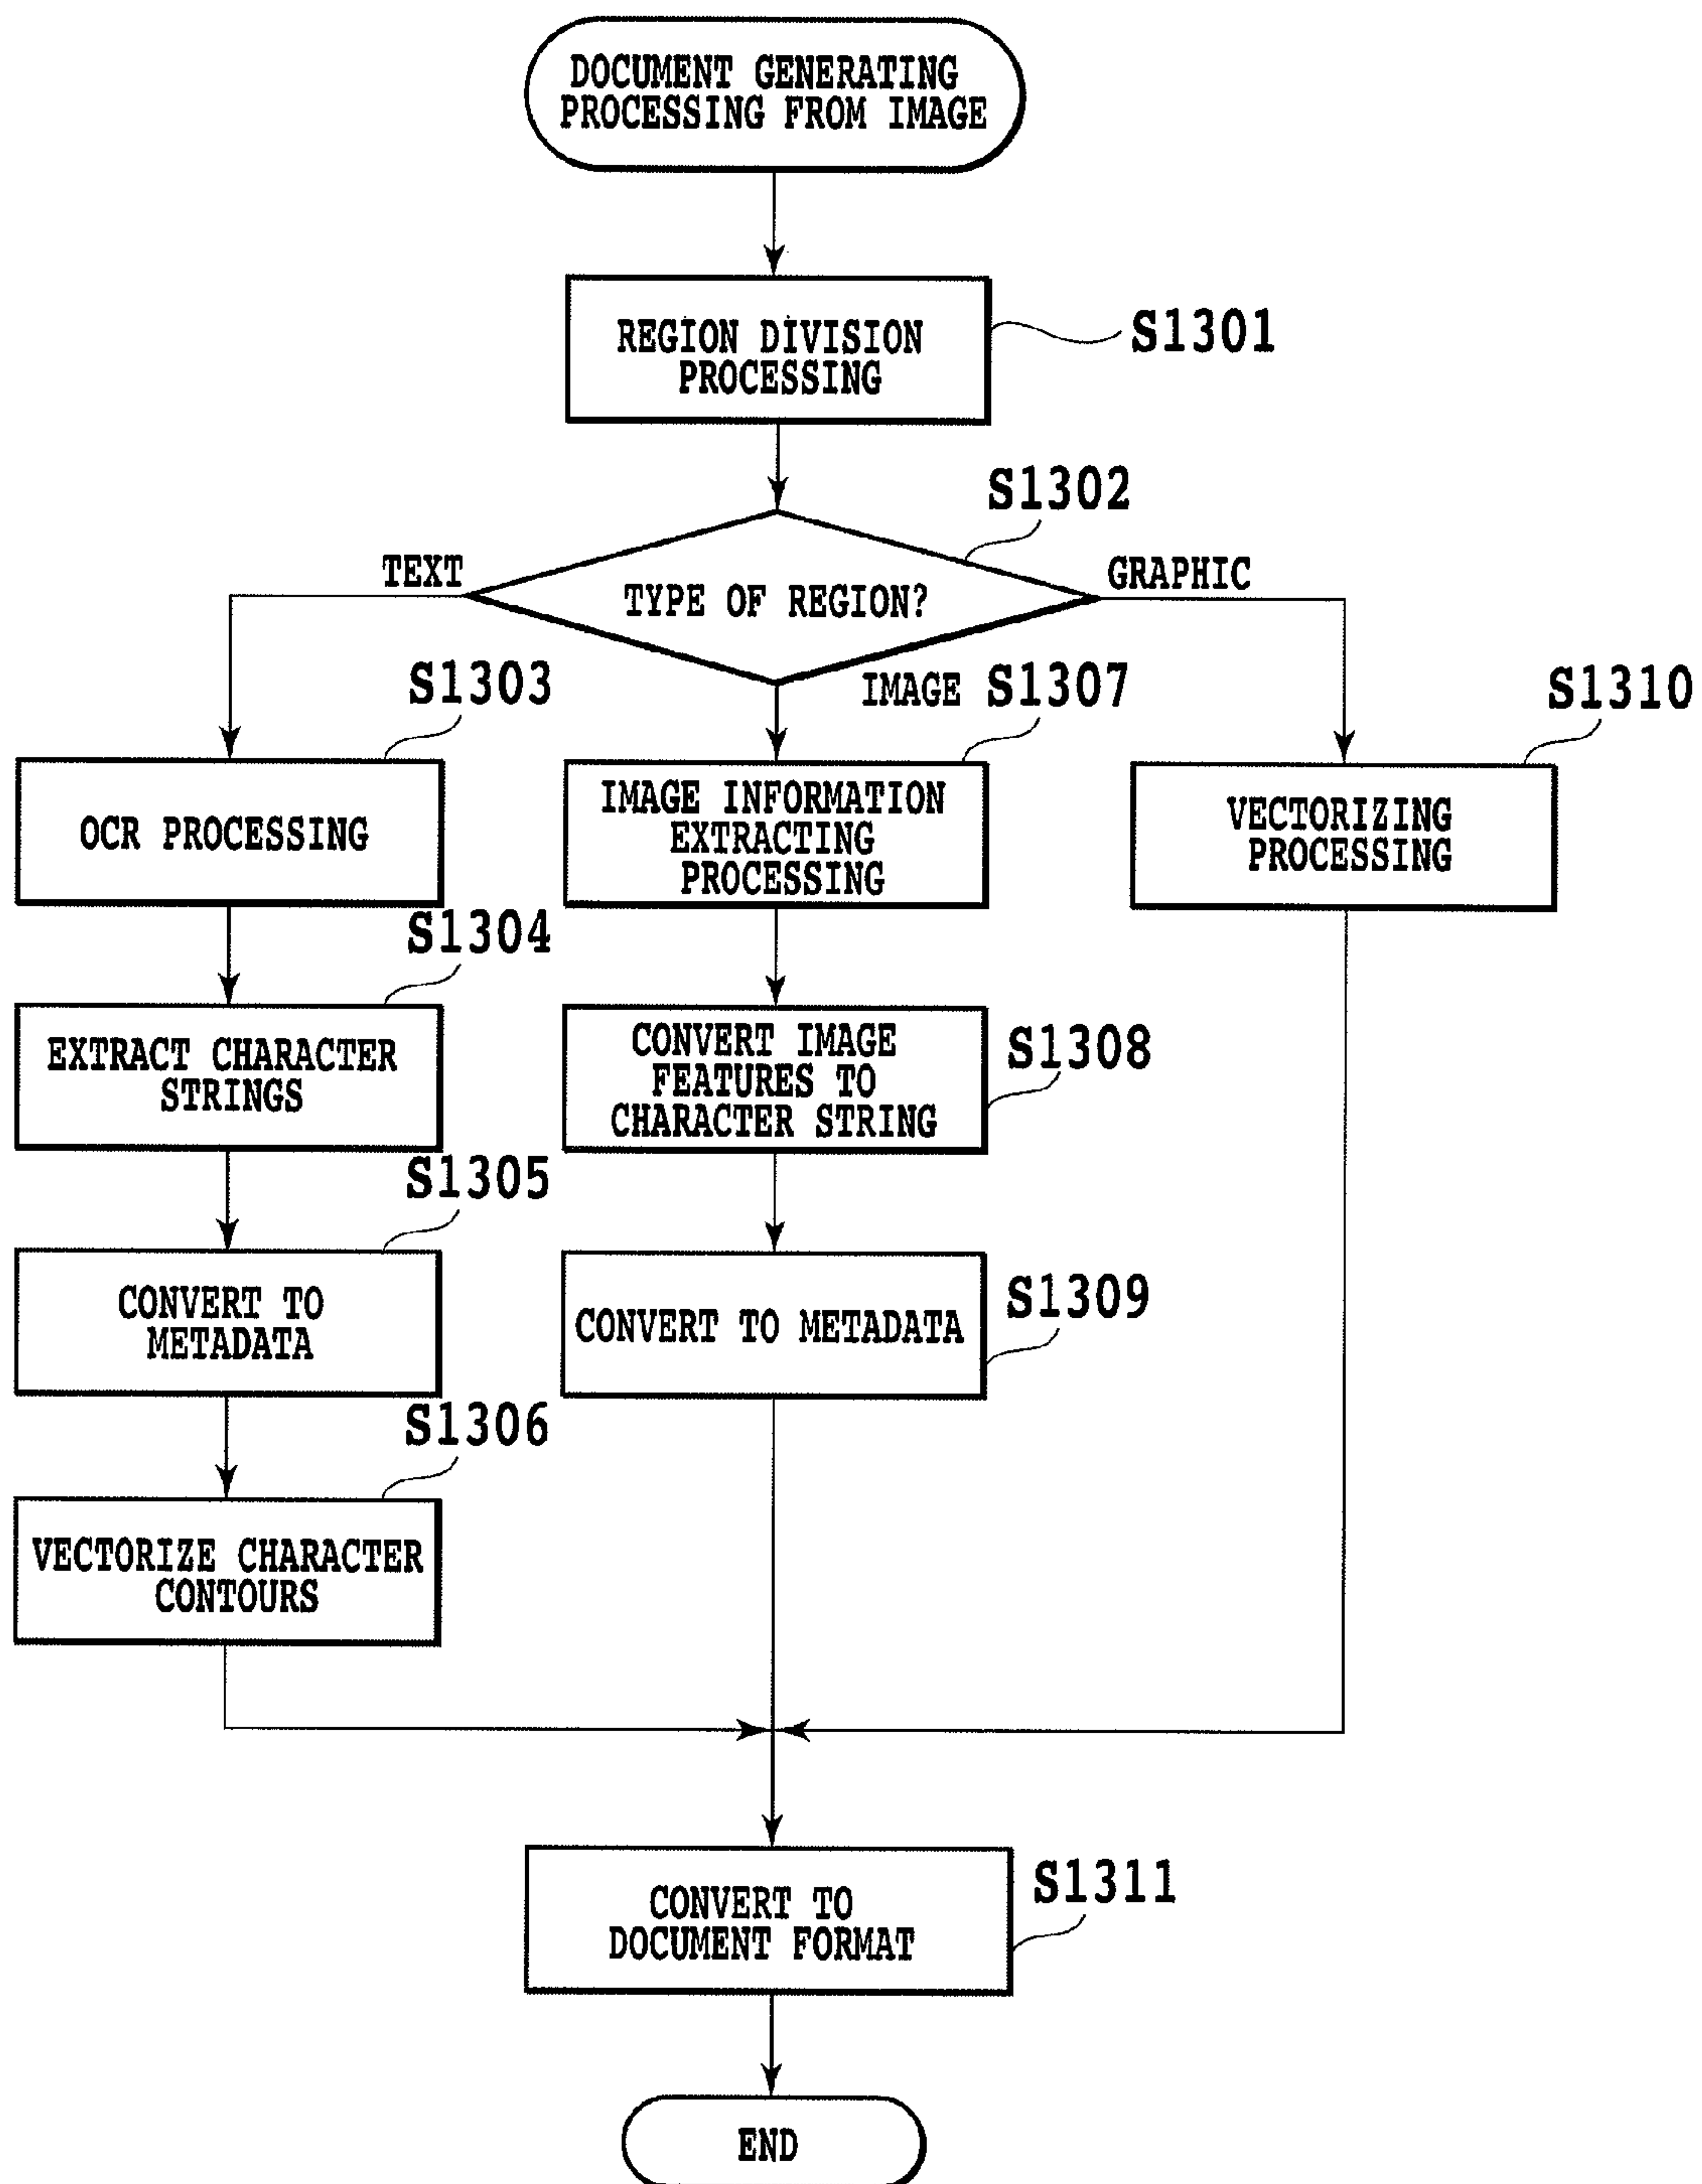 DOCUMENT GENERATING
PROCESSING FROM IMAGE
REGION DIVISION
PROCESSING
S1301
S1302
TYPE OF REGION?
TEXT
GRAPHIC
IMAGE
S1303
OCR PROCESSING
S1304
EXTRACT CHARACTER
STRINGS
S1305
CONVERT TO
METADATA
S1306
VECTORIZE CHARACTER
CONTOURS
S1307
IMAGE INFORMATION
EXTRACTING
PROCESSING
CONVERT IMAGE
FEATURES TO
CHARACTER STRING
S1308
CONVERT TO METADATA
S1309
S1310
VECTORIZING
PROCESSING
CONVERT TO
DOCUMENT FORMAT
S1311
END